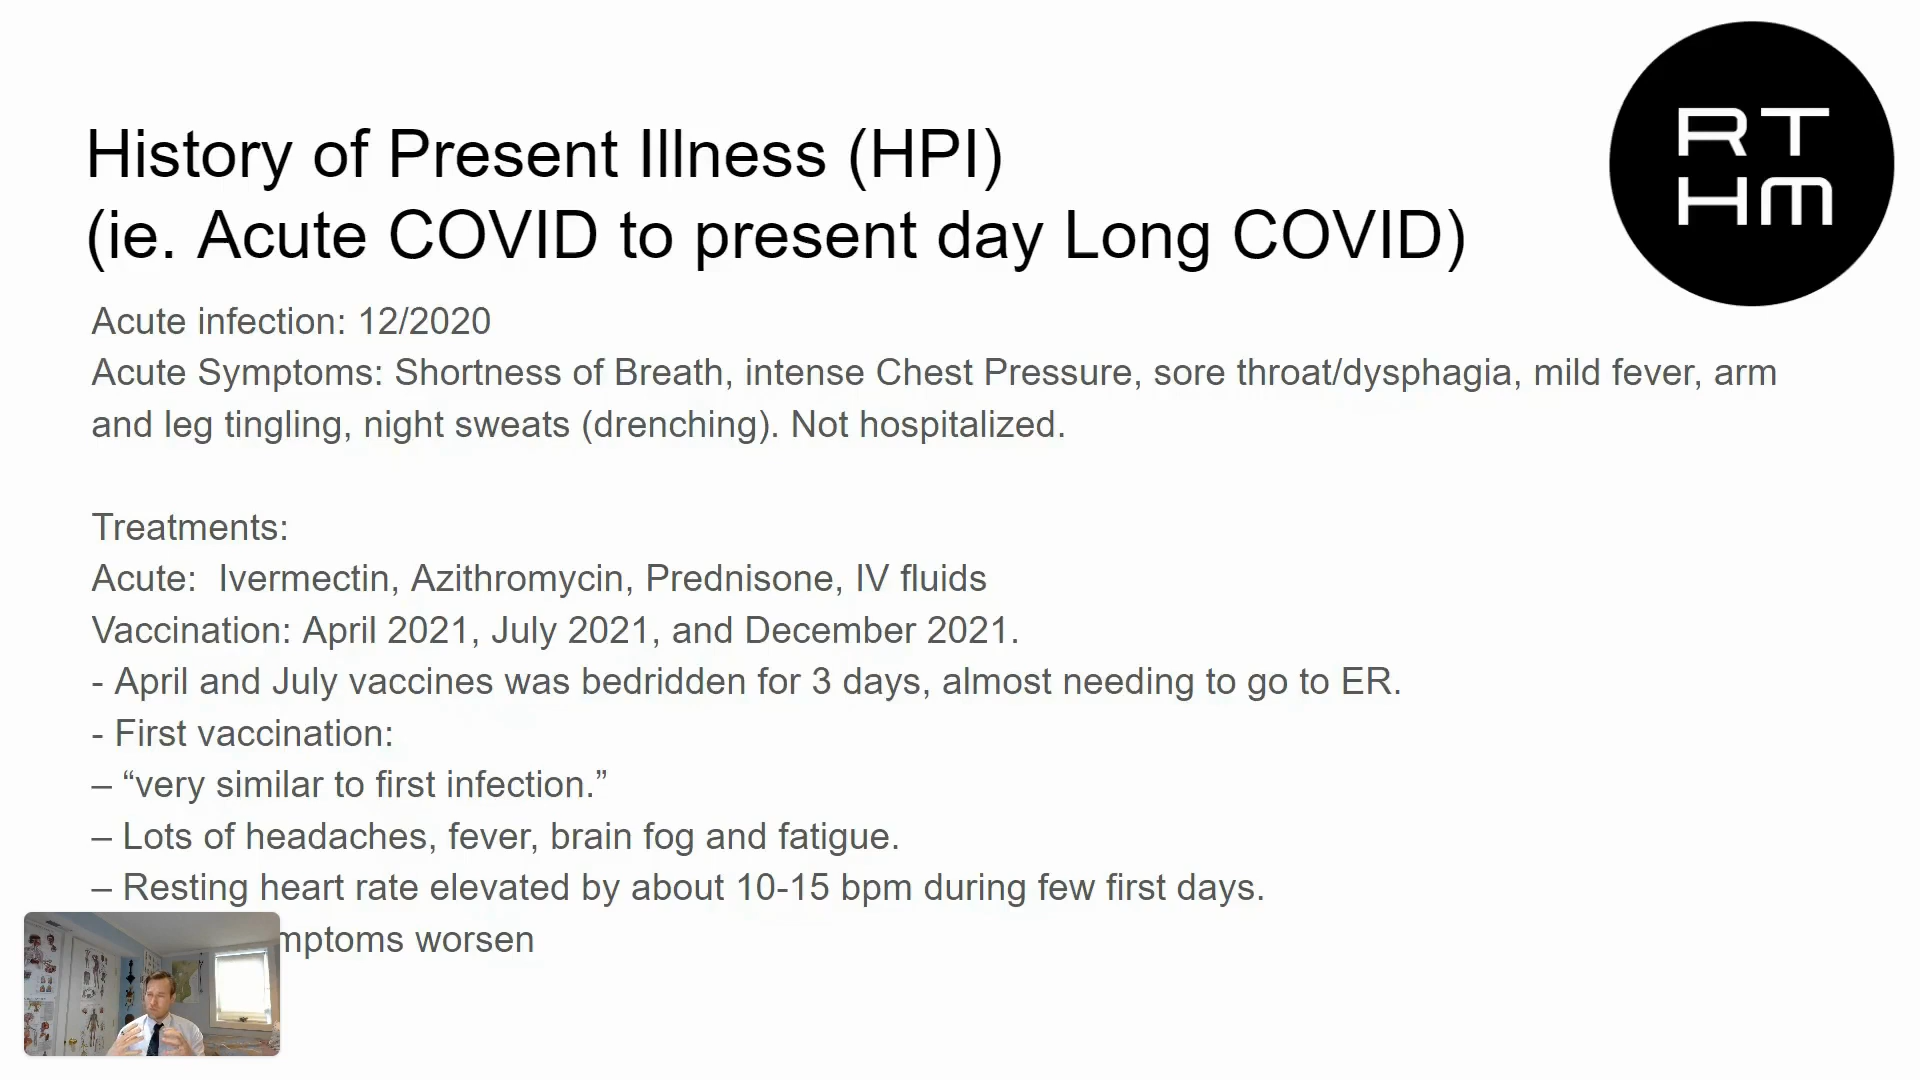 RT
HM
History of Present Illness (HPI)
(ie. Acute COVID to present day Long COVID)
Acute infection: 12/2020
Acute Symptoms: Shortness of Breath, intense Chest Pressure, sore throat/dysphagia, mild fever, arm
and leg tingling, night sweats (drenching). Not hospitalized.
Treatments:
Acute:  Ivermectin, Azithromycin, Prednisone, IV fluids
Vaccination: April 2021, July 2021, and December 2021.
- April and July vaccines was bedridden for 3 days, almost needing to go to ER.
- First vaccination:
– “very similar to first infection.”
– Lots of headaches, fever, brain fog and fatigue.
– Resting heart rate elevated by about 10-15 bpm during few first days.
worsen